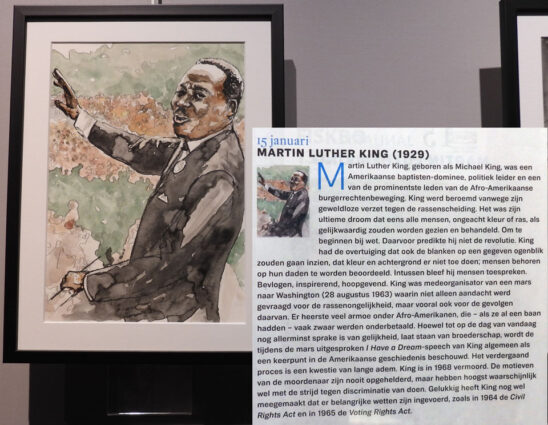 15 januari
MARTIN LUTHER KING (1929)
Martin Luther King, geboren als Michael King, was een
Amerikaanse baptisten-dominee, politiek leider en een
van de prominentste leden van de Afro-Amerikaanse
burgerrechtenbeweging. King werd beroemd vanwege zijn
geweldloze verzet tegen de rassenscheiding. Het was zijn
ultieme droom dat eens alle mensen, ongeacht kleur of ras, als
gelijkwaardig zouden worden gezien en behandeld. Om te
beginnen bij wet. Daarvoor predikte hij niet de revolutie. King
had de overtuiging dat ook de blanken op een gegeven ogenblik
zouden gaan inzien, dat kleur en achtergrond er niet toe doen; mensen behoren
op hun daden te worden beoordeeld. Intussen bleef hij mensen toespreken.
Bevlogen, inspirerend, hoopgevend. King was medeorganisator van een mars
naar Washington (28 augustus 1963) waarin niet alleen aandacht werd
gevraagd voor de rassenongelijkheid, maar vooral ook voor de gevolgen
daarvan. Er heerste veel armoe onder Afro-Amerikanen, die – als ze al een baan
hadden – vaak zwaar werden onderbetaald. Hoewel tot op de dag van vandaag
nog allerminst sprake is van gelijkheid, laat staan van broederschap, wordt de
tijdens de mars uitgesproken I Have a Dream-speech van King algemeen als
een keerpunt in de Amerikaanse geschiedenis beschouwd. Het verdergaand
proces is een kwestie van lange adem. King is in 1968 vermoord. De motieven
van de moordenaar zijn nooit opgehelderd, maar hebben hoogst waarschijnlijk
wel met de strijd tegen discriminatie van doen. Gelukkig heeft King nog wel
meegemaakt dat er belangrijke wetten zijn ingevoerd, zoals in 1964 de Civil
Rights Act en in 1965 de Voting Rights Act.